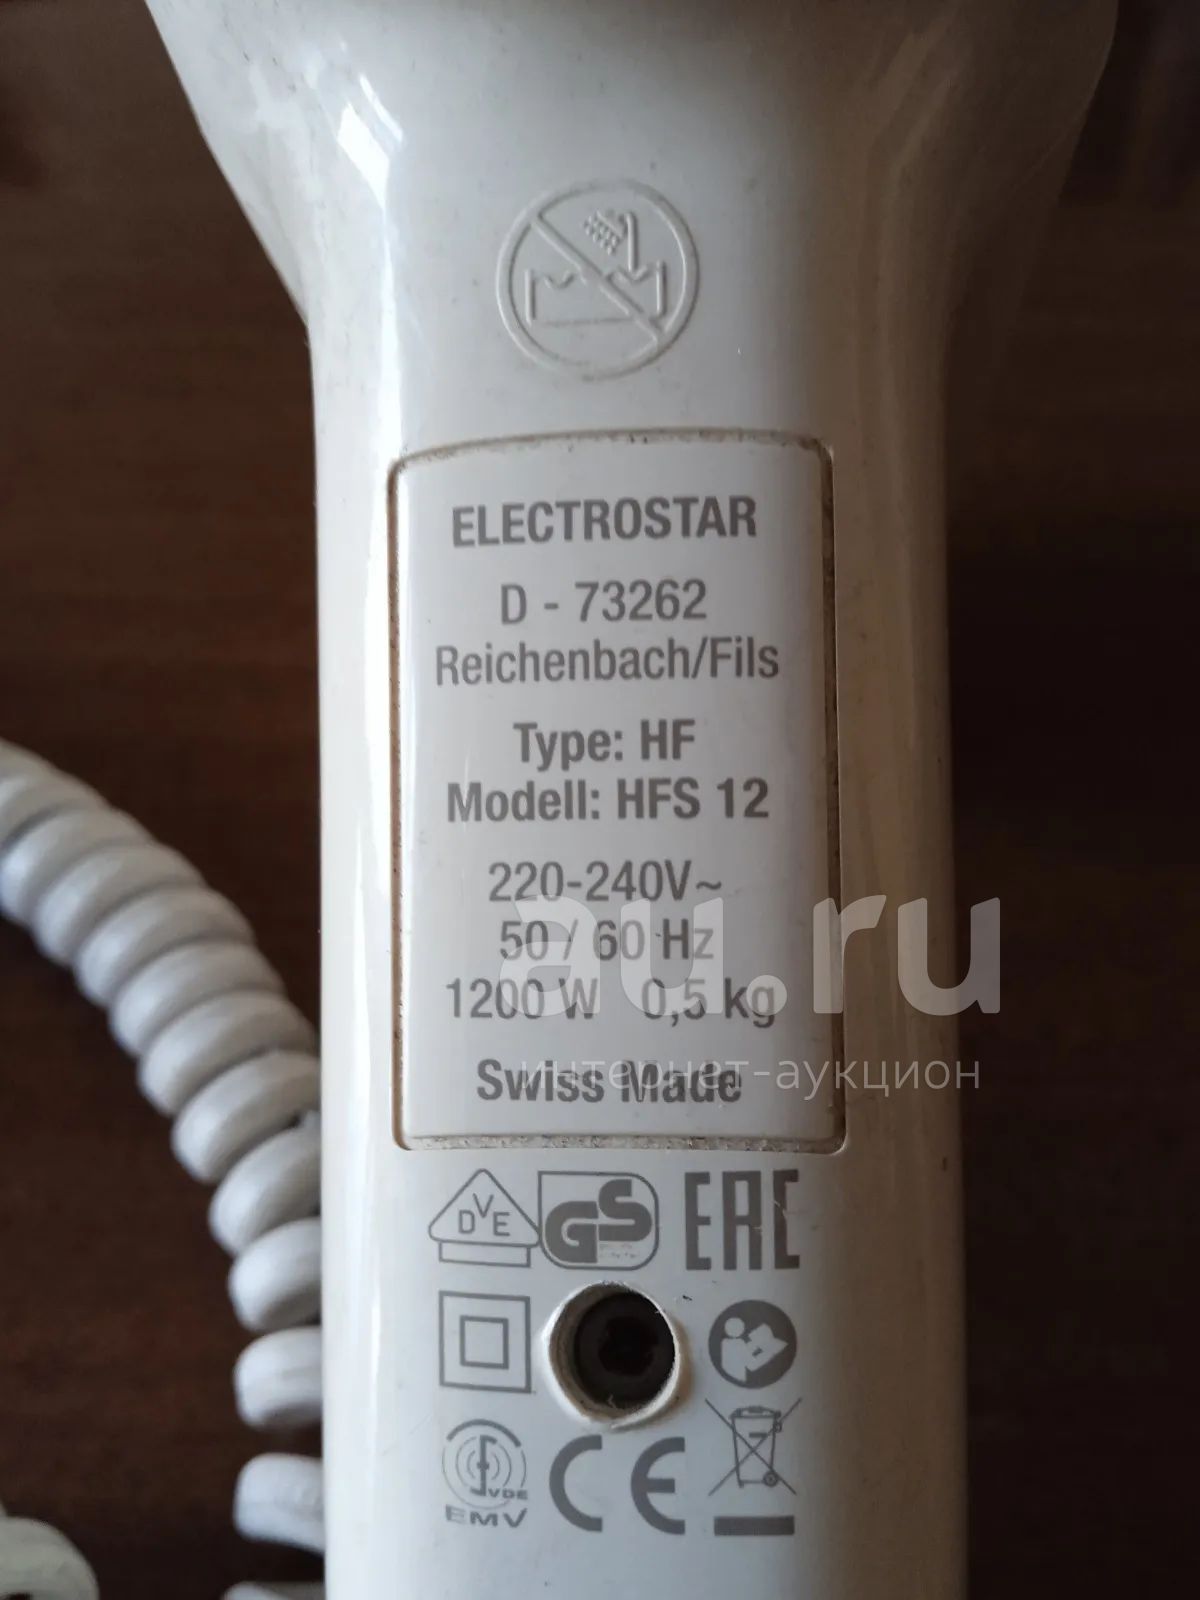 ELECTROSTAR
D - 73262
Reichenbach/Fils
Type: HF
Modell: HFS 12
220-240V~
50 / 60 Hz
1200 W 0,5 kg
Swiss Made
au.ru
интернет-аукцион
DVE
GS
EAC
VDE
EMV
CE